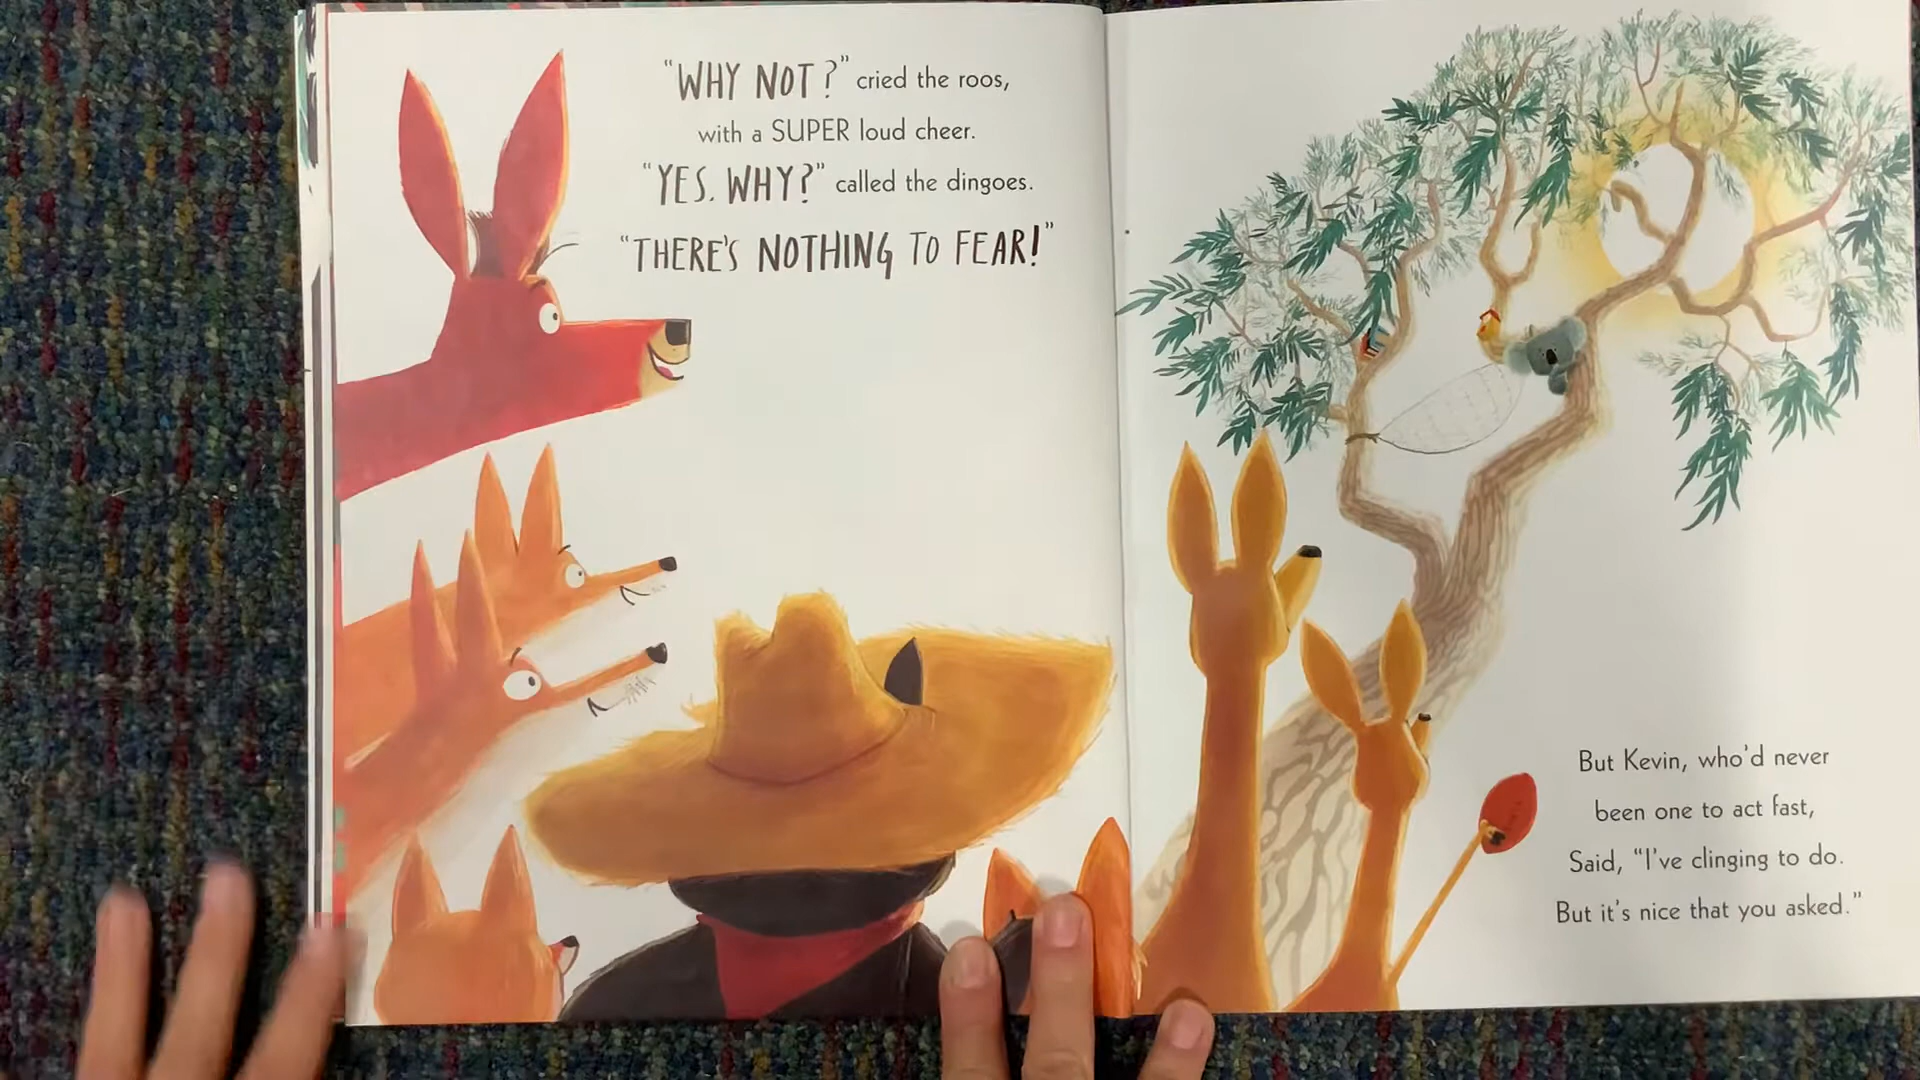 “WHY NOT?” cried the roos,
with a SUPER loud cheer.
“YES. WHY?” called the dingoes.
“THERE'S NOTHING TO FEAR!”
But Kevin, who'd never
been one to act fast,
Said, “I've clinging to do.
But it's nice that you asked.”